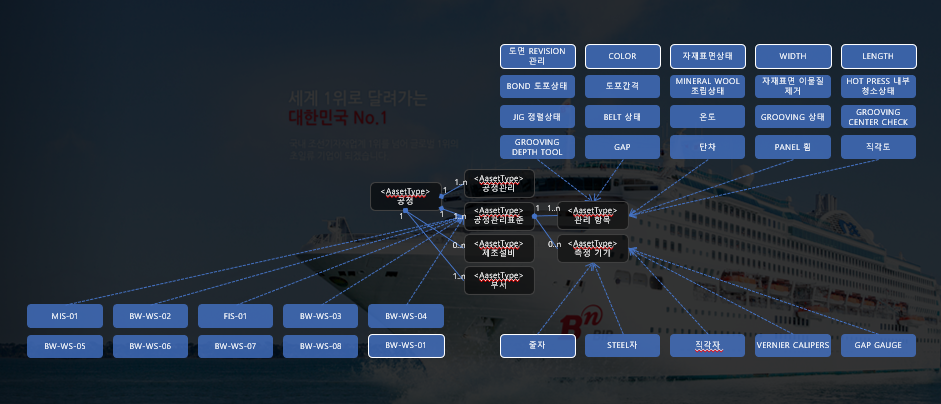 도면 REVISION
관리
COLOR
자재표면상태
WIDTH
LENGTH
BOND 도포상태
도포간격
MINERAL WOOL
조립상태
자재표면 이물질
제거
HOT PRESS 내부
청소상태
JIG 정렬상태
BELT 상태
온도
GROOVING 상태
GROOVING
CENTER CHECK
GROOVING
DEPTH TOOL
GAP
단차
PANEL 휨
직각도
세계 1위로 달려가는
대한민국 No.1
<AasetType>
공정
1
1
1
1..n
<AasetType>
공정관리
1..n
<AasetType>
공정관리표준
1
1..n
<AasetType>
관리 항목
0..n
<AasetType>
제조설비
0..n
<AasetType>
측정 기기
1..n
<AasetType>
부서
MIS-01
BW-WS-02
FIS-01
BW-WS-03
BW-WS-04
BW-WS-05
BW-WS-06
BW-WS-07
BW-WS-08
BW-WS-01
줄자
STEEL자
직각자
VERNIER CALIPERS
GAP GAUGE